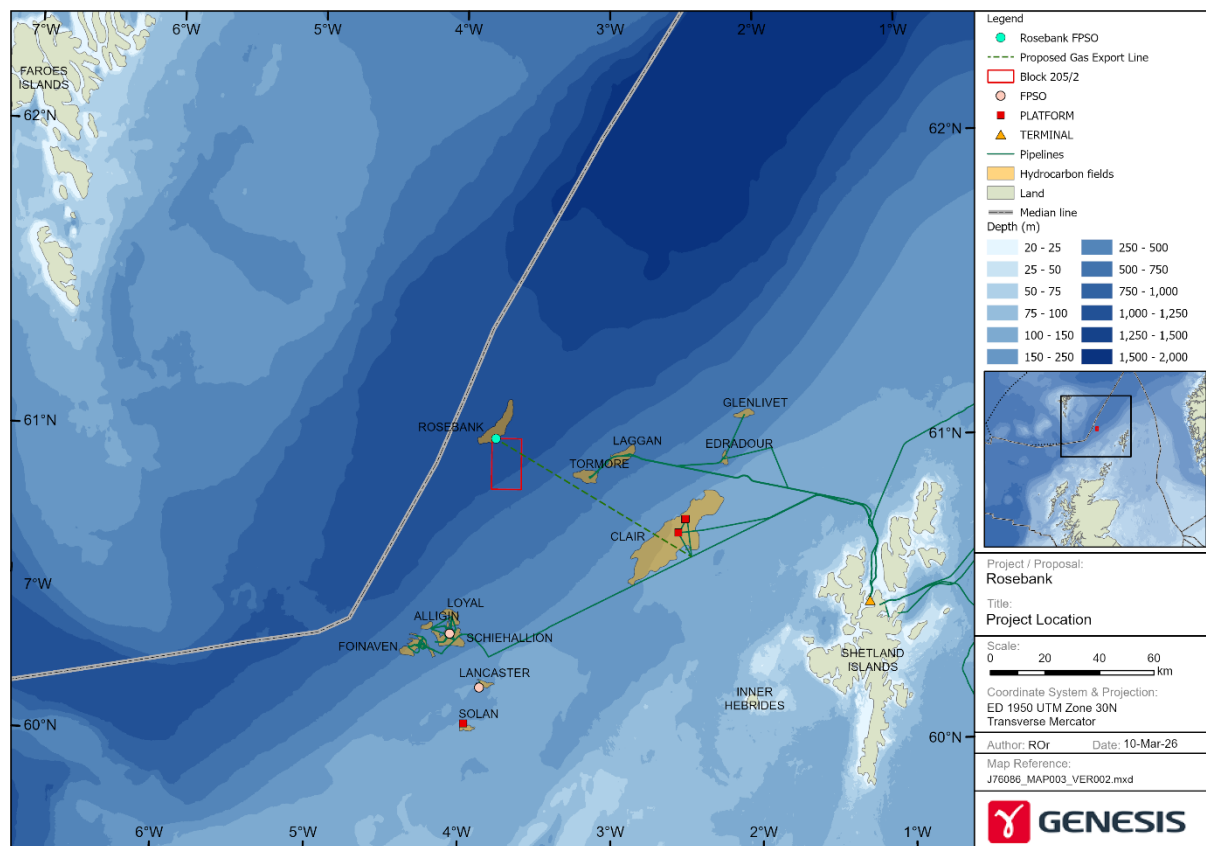 7°W 6°W 5°W 4°W 3°W 2°W 1°W
FAROES
ISLANDS
62°N
62°N
61°N
61°N
GLENLIVET
ROSEBANK
LAGGAN
EDRADOUR
TORMORE
CLAIR
7°W
LOYAL
ALLIGIN
SCHIEHALLION
FOINAVEN
LANCASTER
SOLAN
SHETLAND
ISLANDS
INNER
HEBRIDES
60°N
60°N
6°W 5°W 4°W 3°W 2°W 1°W
Legend
Rosebank FPSO
Proposed Gas Export Line
Block 205/2
FPSO
PLATFORM
TERMINAL
Pipelines
Hydrocarbon fields
Land
Median line
Depth (m)
20 - 25 250 - 500
25 - 50 500 - 750
50 - 75 750 - 1,000
75 - 100 1,000 - 1,250
100 - 150 1,250 - 1,500
150 - 250 1,500 - 2,000
Project / Proposal:
Rosebank
Title:
Project Location
Scale:
0 20 40 60
km
Coordinate System & Projection:
ED 1950 UTM Zone 30N
Transverse Mercator
Author: ROr Date: 10-Mar-26
Map Reference:
J76086_MAP003_VER002.mxd
GENESIS